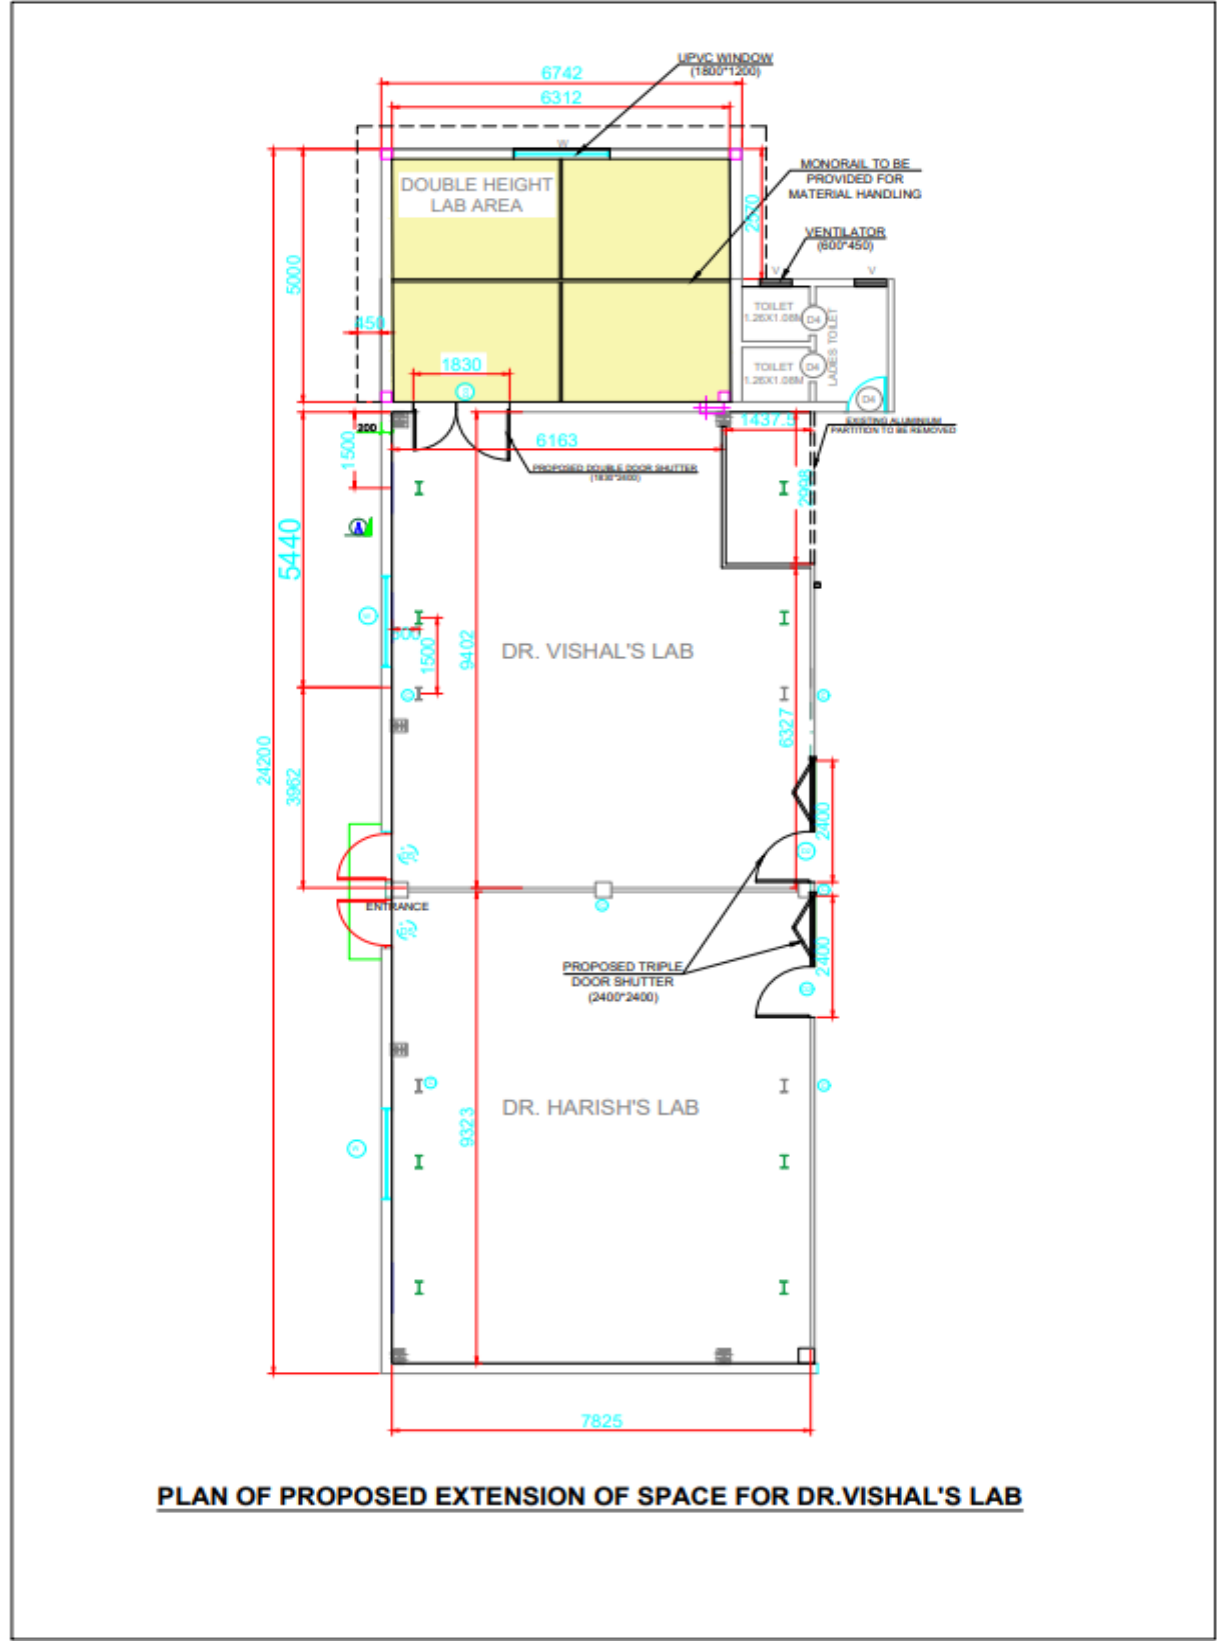 UPVC WINDOW
(1800*1200)
6742
6312
W
DOUBLE HEIGHT
LAB AREA
MONORAIL TO BE
PROVIDED FOR
MATERIAL HANDLING
2570
VENTILATOR
(600*450)
V
V
5000
450
TOILET
1.26X1.08M
D4
LADIES TOILET
TOILET
1.26X1.08M
D4
D4
1830
200
1500
6163
1437.5
EXISTING ALUMINIUM
PARTITION TO BE REMOVED
PROPOSED DOUBLE DOOR SHUTTER
(1830*2400)
2998
A
5440
1500
9402
DR. VISHAL'S LAB
6327
24200
3962
2400
ENTRANCE
PROPOSED TRIPLE
DOOR SHUTTER
(2400*2400)
2400
9323
DR. HARISH'S LAB
7825
PLAN OF PROPOSED EXTENSION OF SPACE FOR DR.VISHAL'S LAB